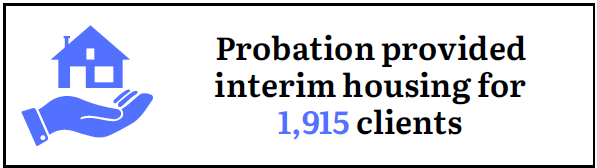 Probation provided
interim housing for
1,915 clients